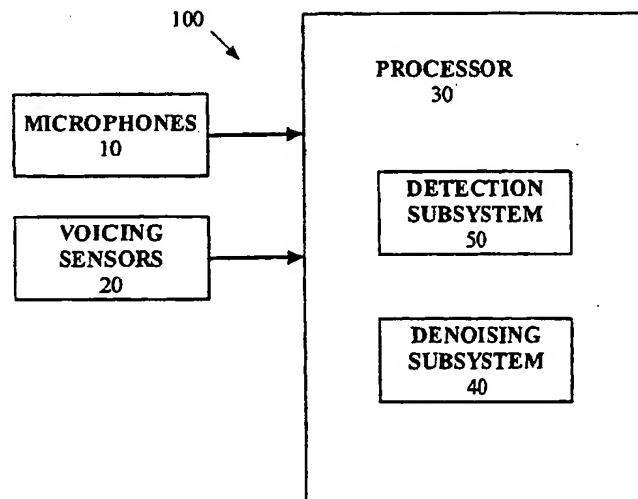 100
PROCESSOR
30
MICROPHONES
10
VOICING
SENSORS
20
DETECTION
SUBSYSTEM
50
DENOISING
SUBSYSTEM
40